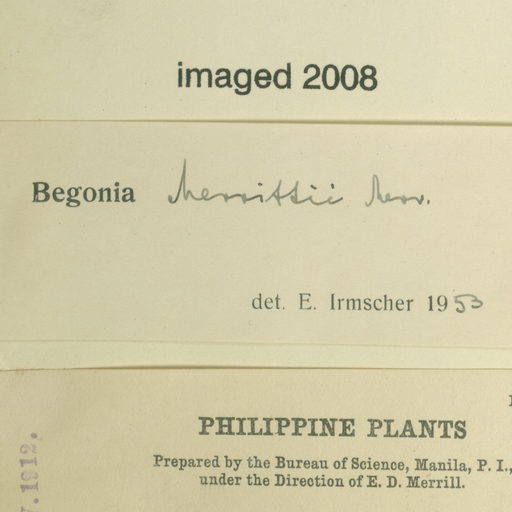 imaged 2008
Begonia Merrittii Merr.
det. E. Irmscher 1953
PHILIPPINE PLANTS
Prepared by the Bureau of Science, Manila, P. I.,
under the Direction of E. D. Merrill.
.1912.